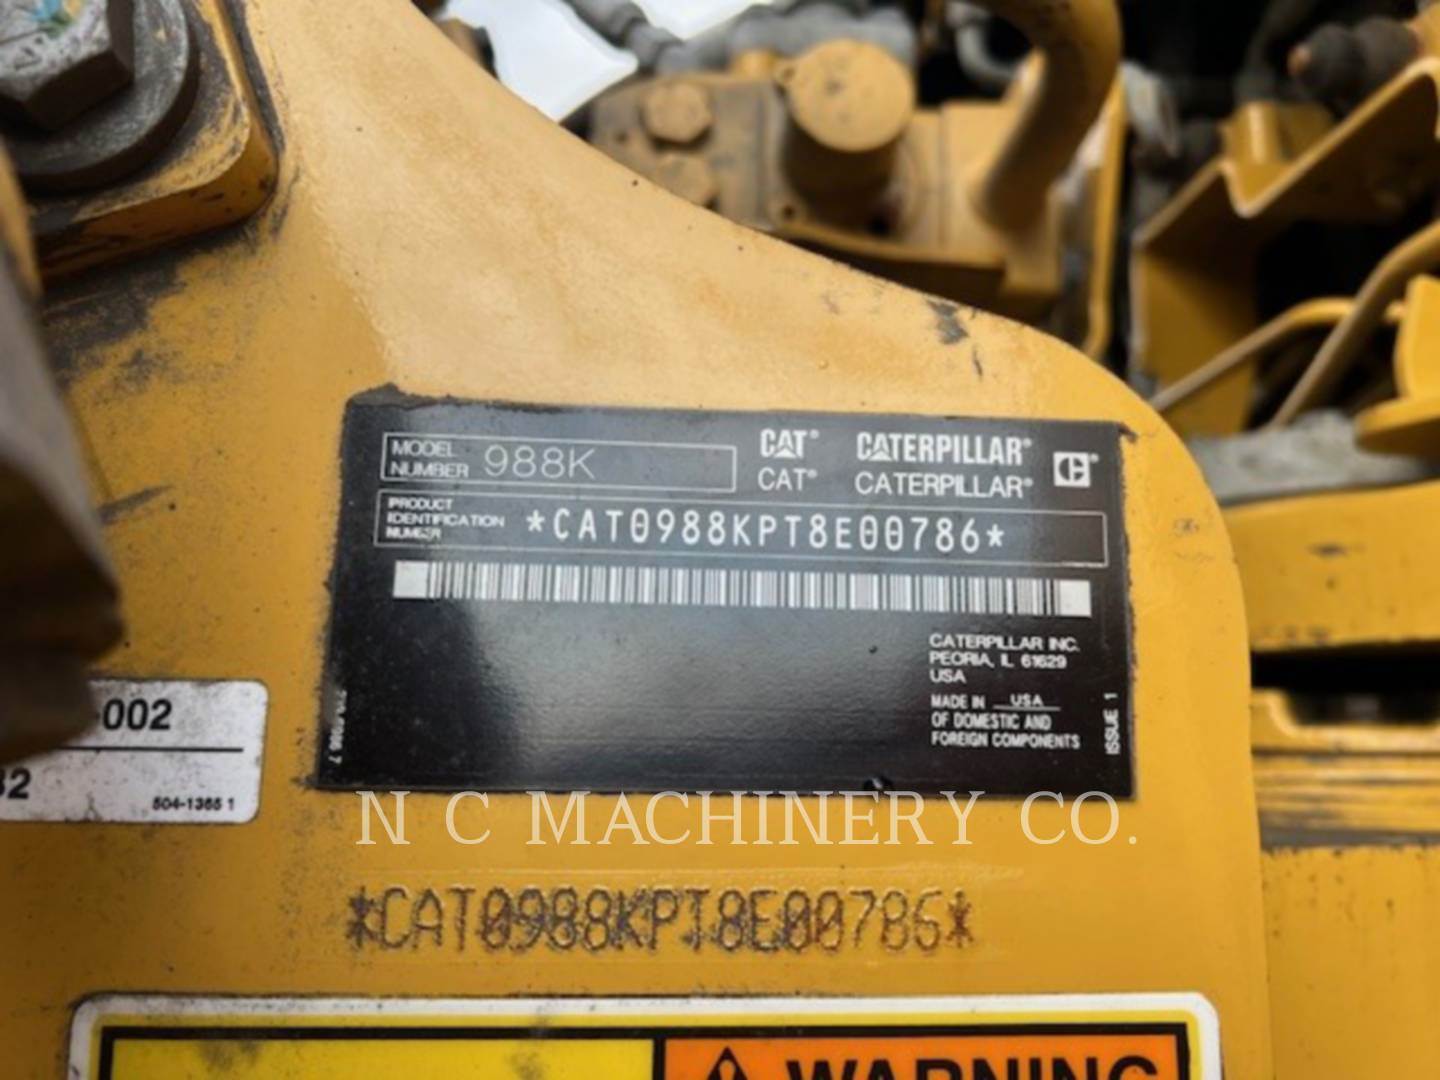 MODEL
NUMBER 988K
CAT® CATERPILLAR®
CAT® CATERPILLAR®
PRODUCT
IDENTIFICATION
NUMBER
*CAT0988KPT8E00786*
CATERPILLAR INC.
PEORIA, IL 61629
USA
MADE IN USA
OF DOMESTIC AND
FOREIGN COMPONENTS
ISSUE 1
-002
32
504-1365 1
N C MACHINERY CO.
*CAT0988KPT8E00786*
WARNING